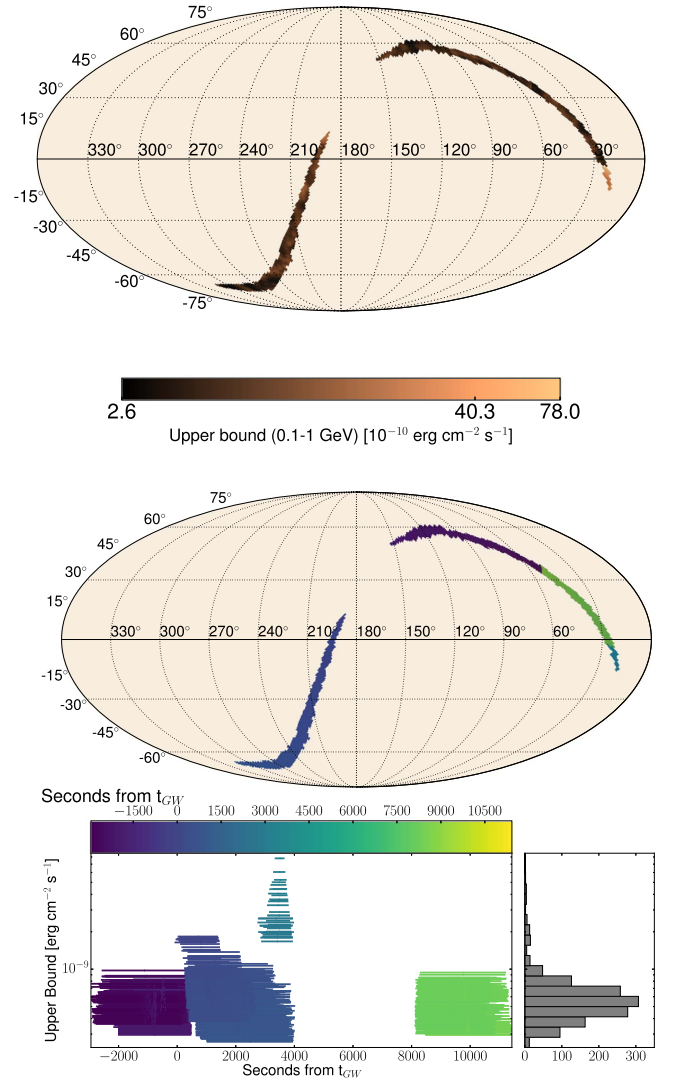 75°
60°
45°
30°
15°
330° 300° 270° 240° 210° 180° 150° 120° 90° 60° 30°
-15°
-30°
-45°
-60°
-75°
2.6 40.3 78.0
Upper bound (0.1-1 GeV) [10⁻¹⁰ erg cm⁻² s⁻¹]
75°
60°
45°
30°
15°
330° 300° 270° 240° 210° 180° 150° 120° 90° 60°
-15°
-30°
-45°
-60°
Seconds from t_GW
−1500 0 1500 3000 4500 6000 7500 9000 10500
Upper Bound [erg cm⁻² s⁻¹]
10⁻⁹
−2000 0 2000 4000 6000 8000 10000
Seconds from t_GW
0 100 200 300